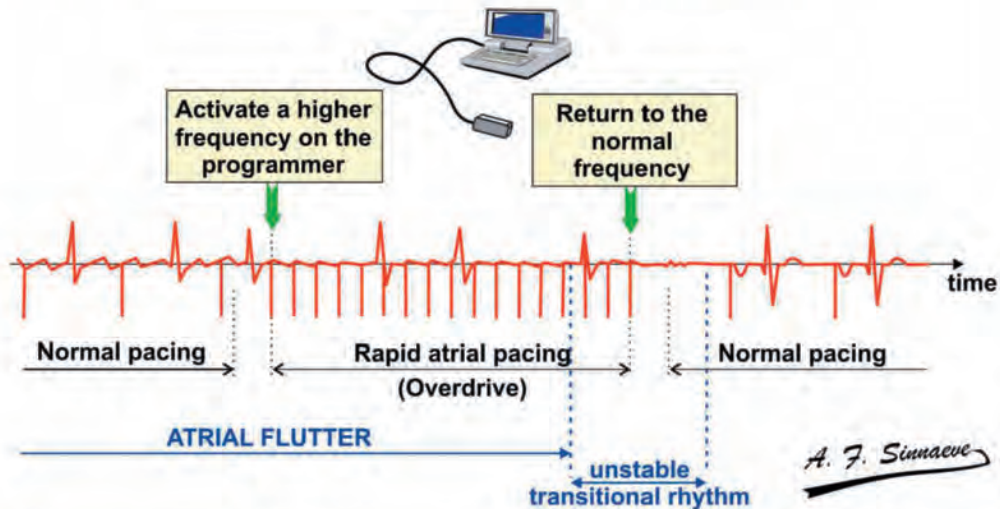 Activate a higher
frequency on the
programmer
Return to the
normal
frequency
time
Normal pacing
Rapid atrial pacing
(Overdrive)
Normal pacing
ATRIAL FLUTTER
unstable
transitional rhythm
A. F. Sinnaeve